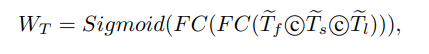 W_T = Sigmoid(FC(FC(T̃_f ⓒ T̃_s ⓒ T̃_l))),